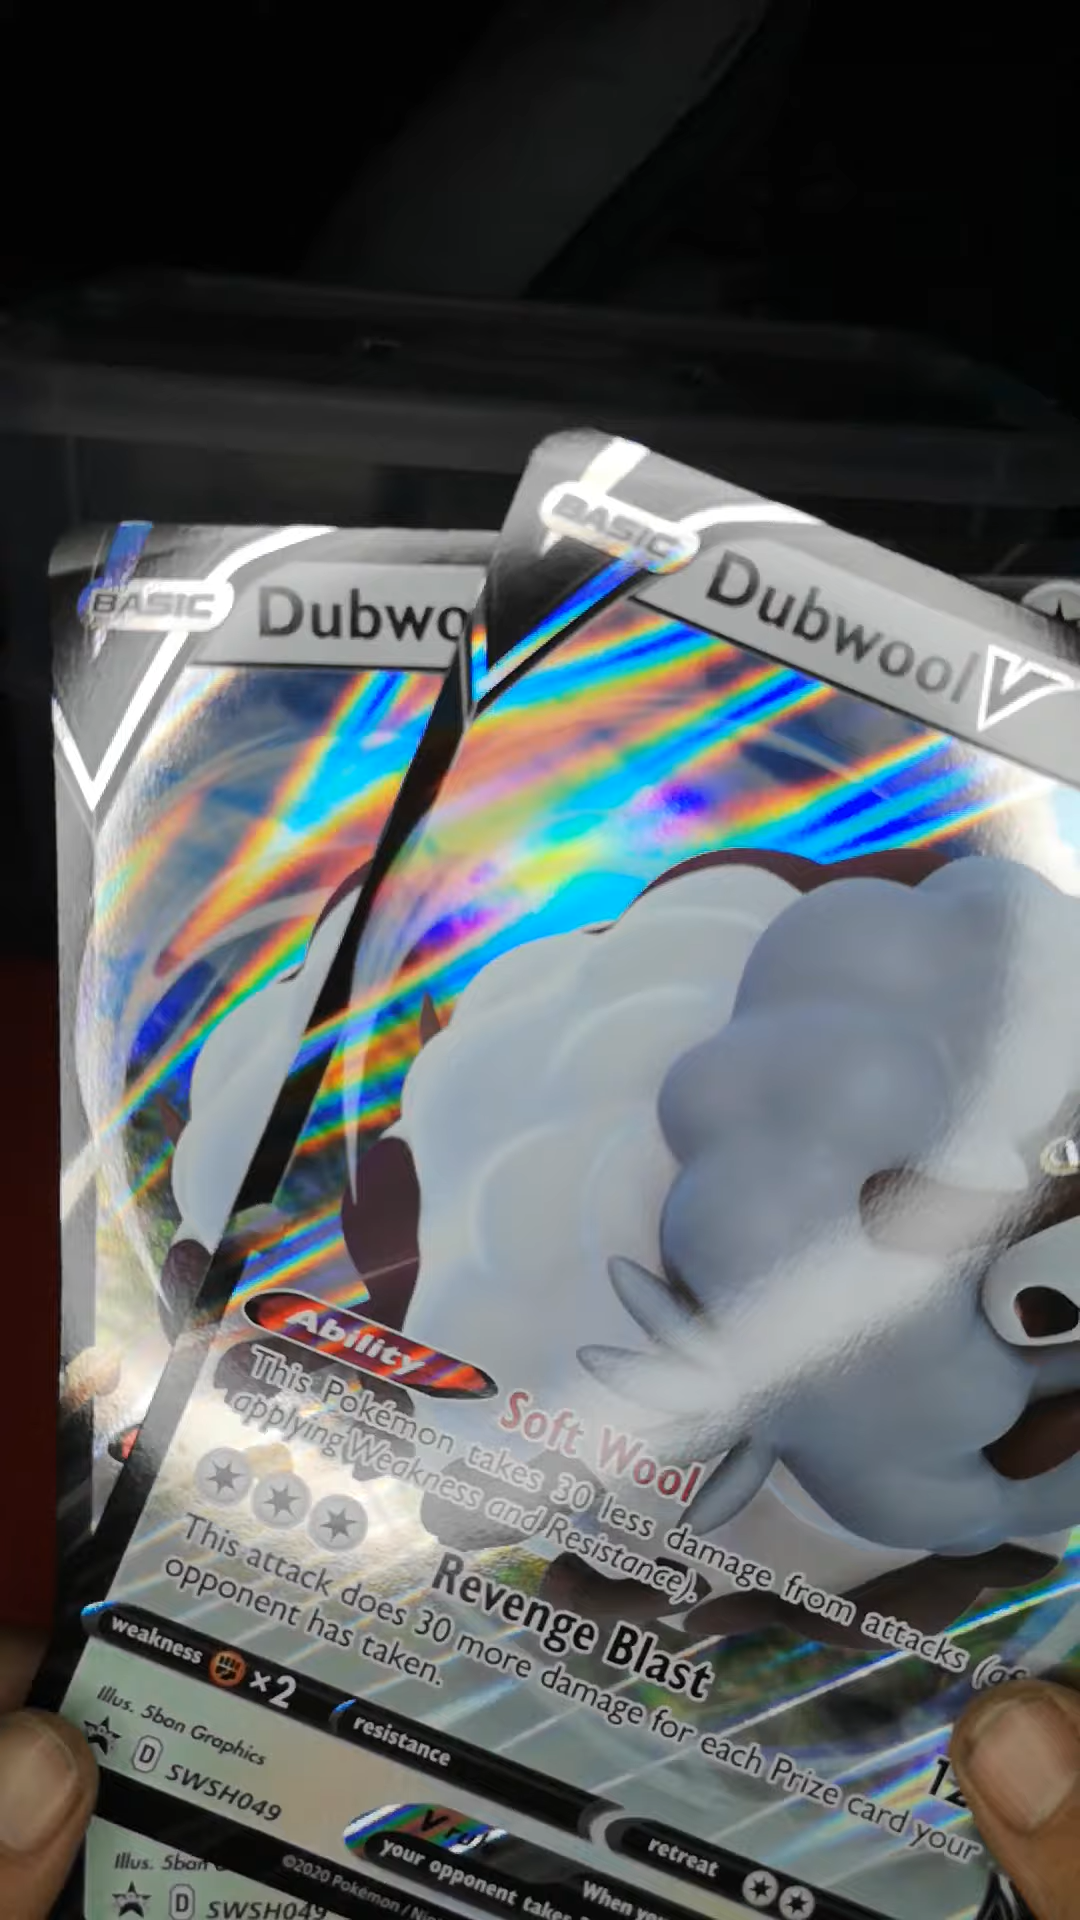 BASIC
Dubwo
BASIC
Dubwool V
Ability
Soft Wool
This Pokémon takes 30 less damage from attacks
applying Weakness and Resistance).
Revenge Blast
This attack does 30 more damage for each Prize card your
opponent has taken.
weakness ×2
resistance
retreat
Illus. 5ban Graphics
D SWSH049
V
your opponent takes
When you
©2020 Pokémon
Illus. 5ban
D SWSH049